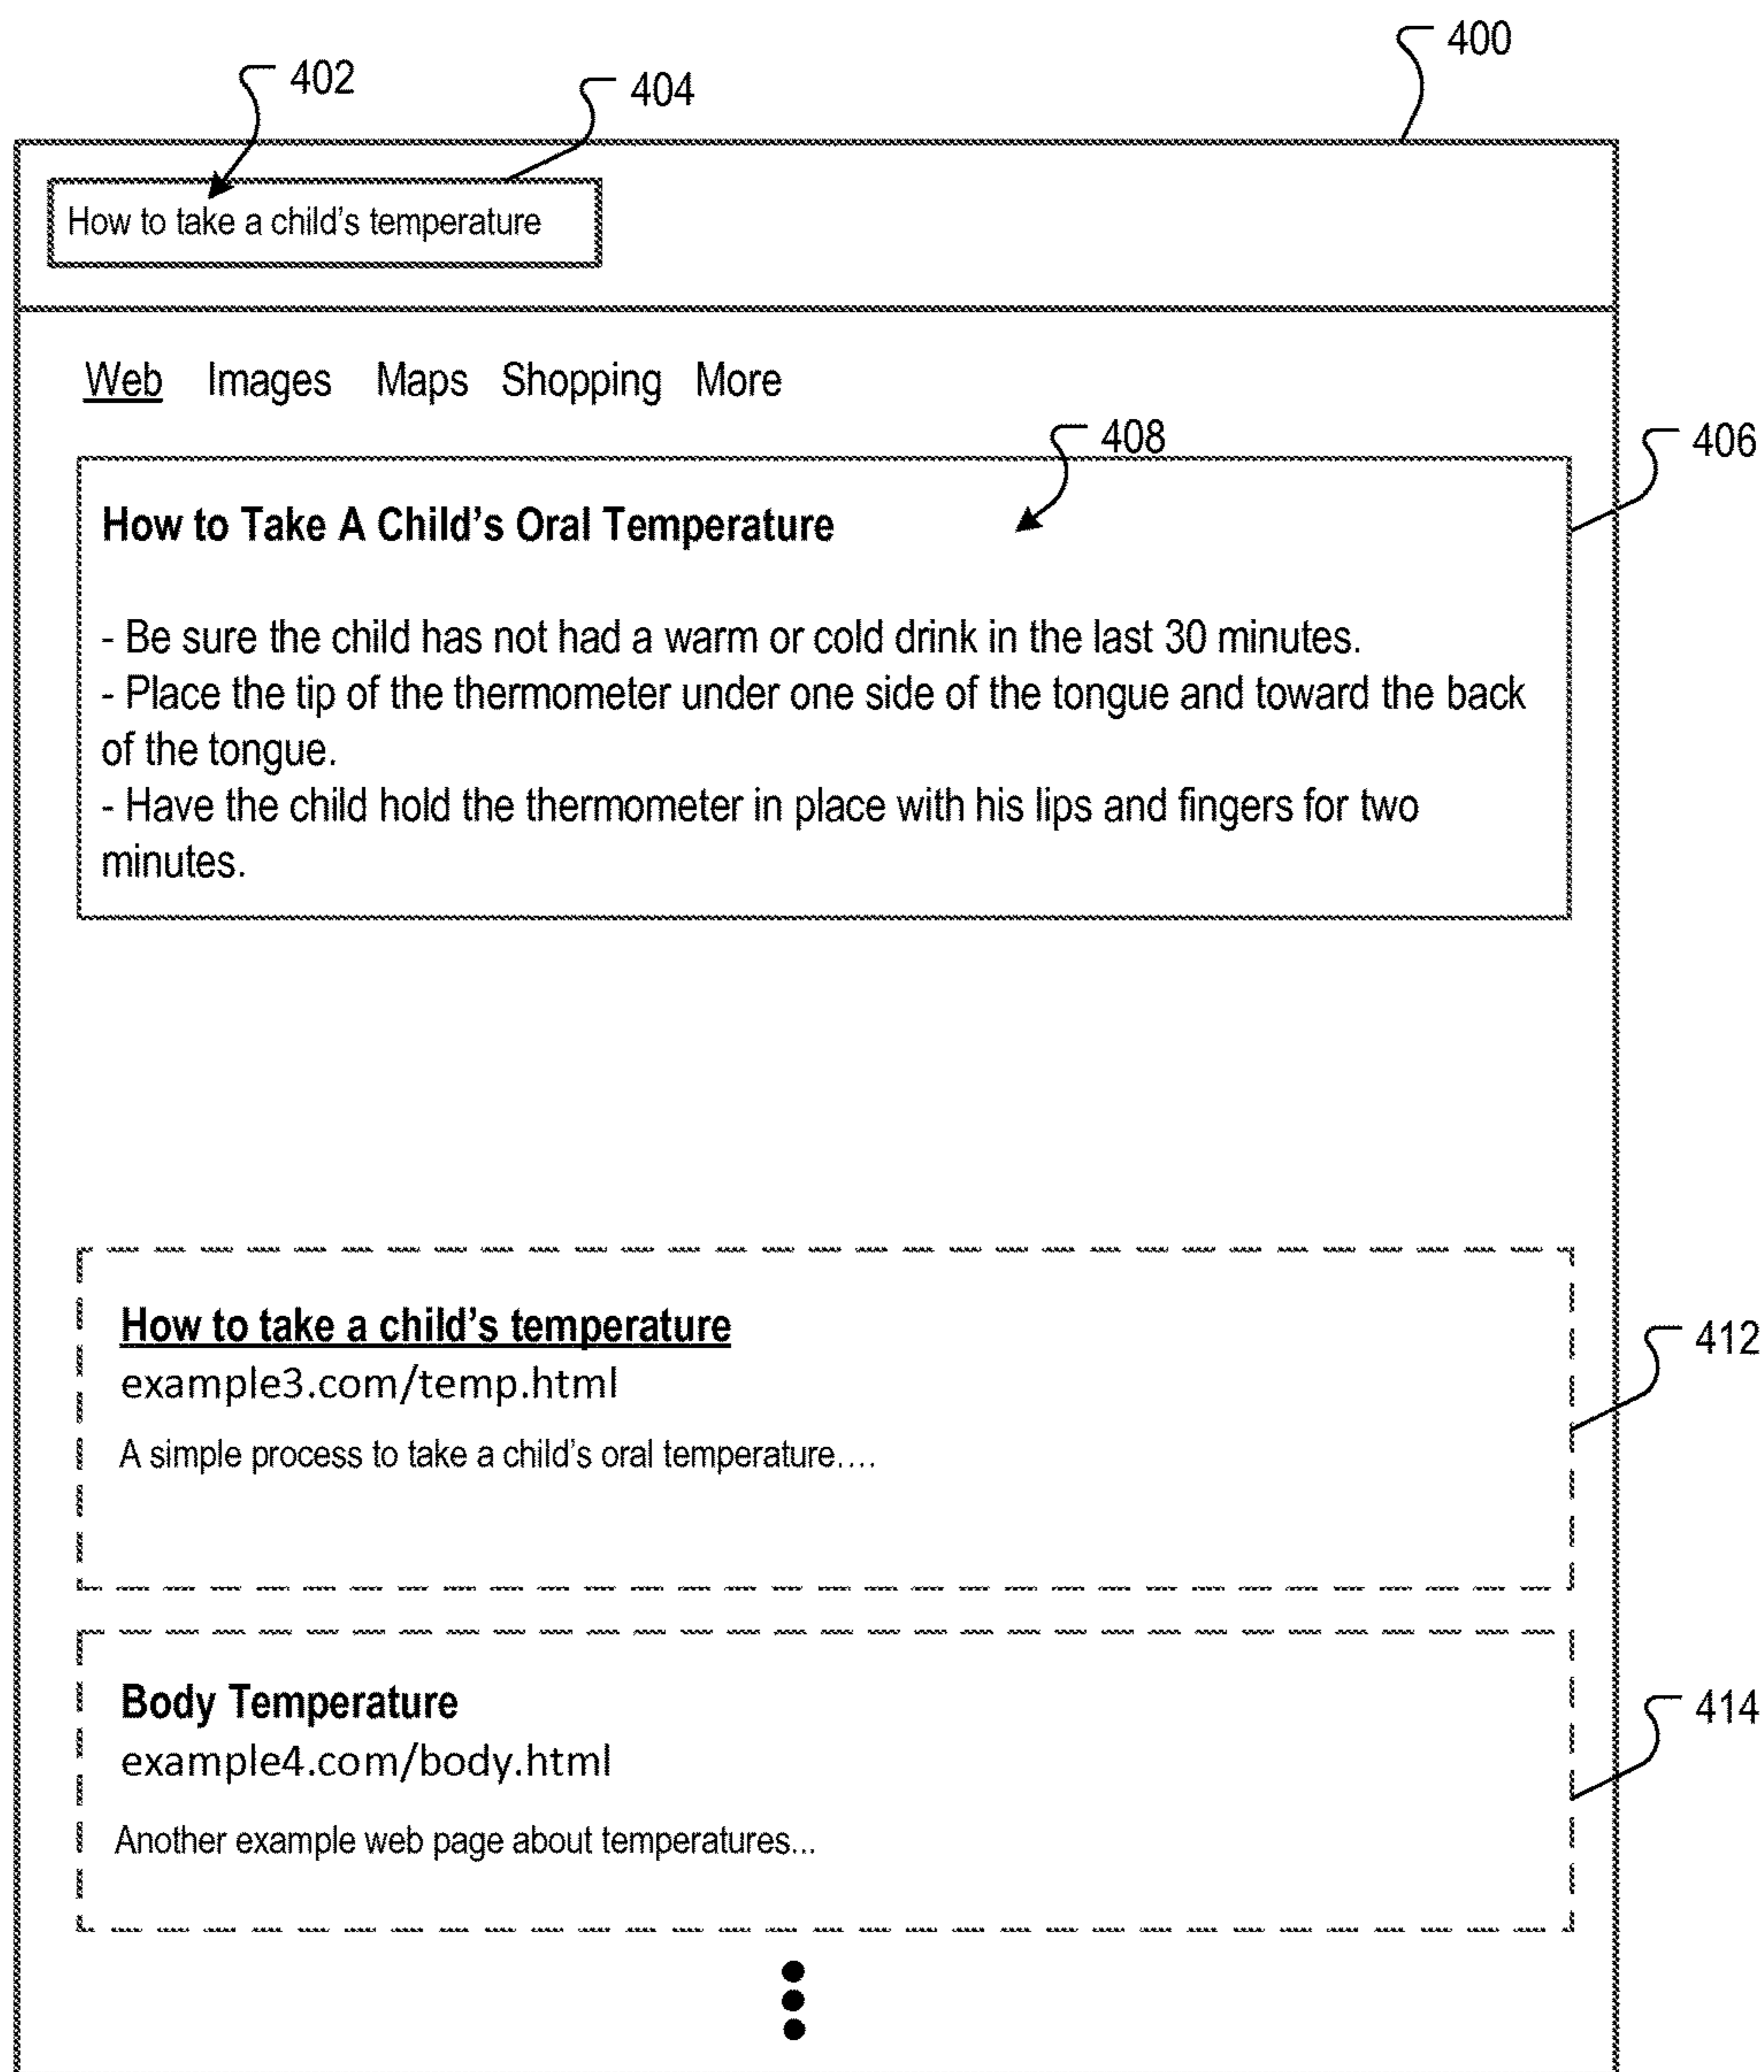 400
402
404
How to take a child's temperature
Web Images Maps Shopping More
408
406
How to Take A Child's Oral Temperature
- Be sure the child has not had a warm or cold drink in the last 30 minutes.
- Place the tip of the thermometer under one side of the tongue and toward the back
of the tongue.
- Have the child hold the thermometer in place with his lips and fingers for two
minutes.
How to take a child's temperature
412
example3.com/temp.html
A simple process to take a child's oral temperature....
Body Temperature
414
example4.com/body.html
Another example web page about temperatures...